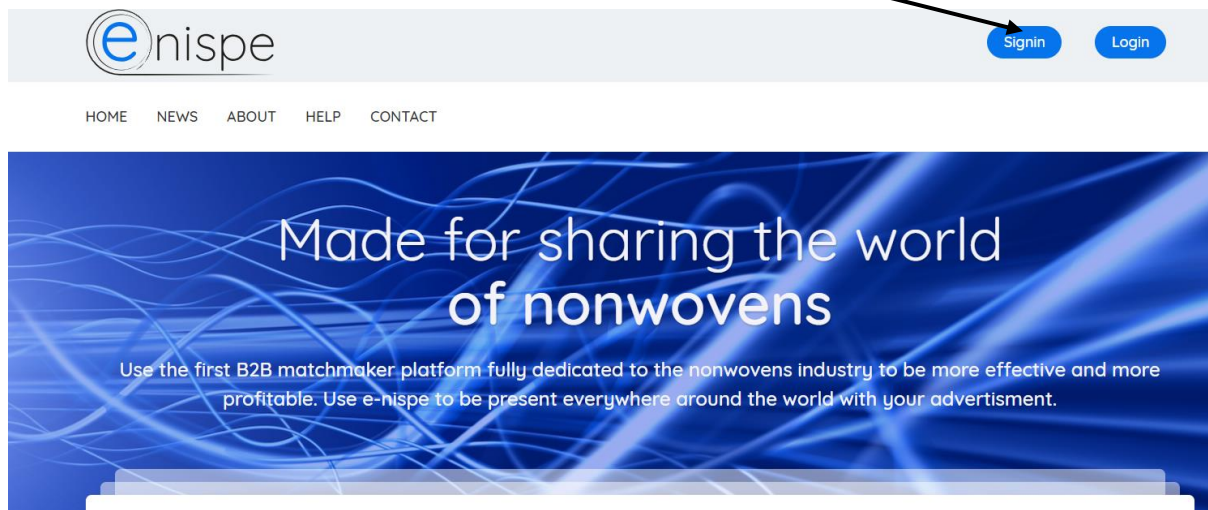 enispe
Signin Login
HOME NEWS ABOUT HELP CONTACT
Made for sharing the world
of nonwovens
Use the first B2B matchmaker platform fully dedicated to the nonwovens industry to be more effective and more
profitable. Use e-nispe to be present everywhere around the world with your advertisment.